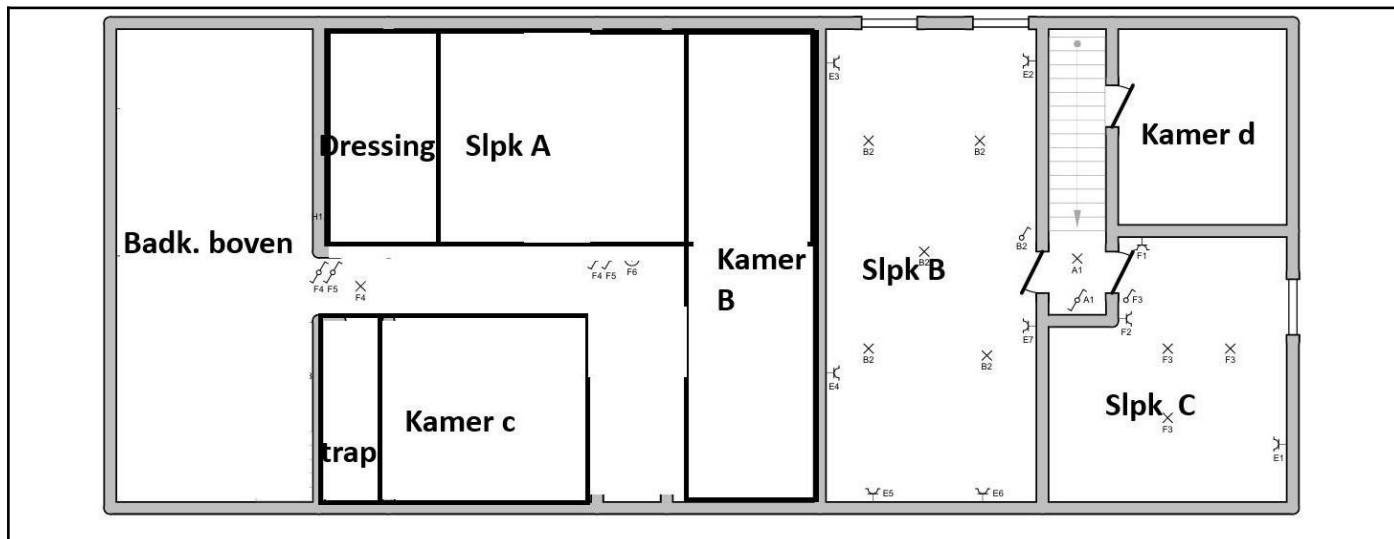 E3
E2
Dressing
Slpk A
Kamer d
B2
B2
H1
Badk. boven
B2
F1
Kamer
B
Slpk B
B2
A1
F4
F5
F4
F4
F5
F6
A1
F3
F2
E7
B2
B2
F3
F3
E4
Slpk  C
Kamer c
F3
trap
E1
E5
E6